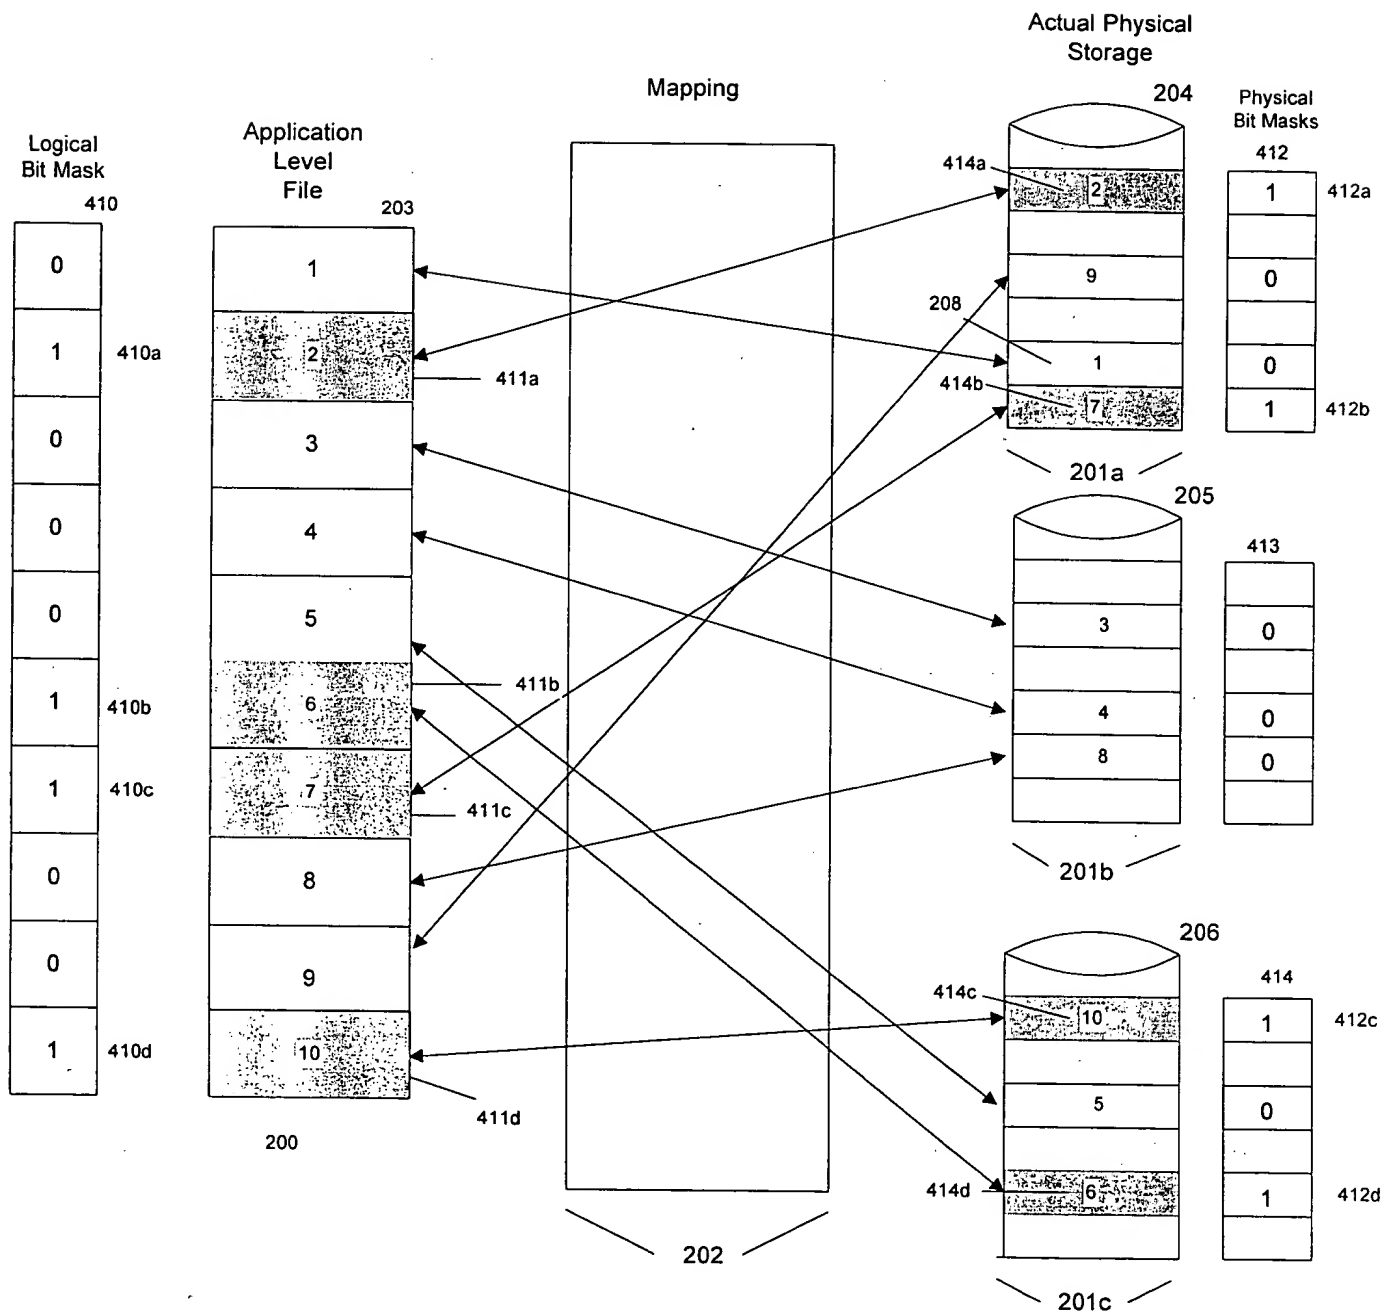 Actual Physical
Storage
204
Mapping
Physical
Bit Masks
412
Logical
Bit Mask
410
Application
Level
File
203
0
1
0
0
0
1
1
0
0
1
410a
410b
410c
410d
1
2
3
4
5
6
7
8
9
10
411a
411b
411c
411d
200
202
414a
2
9
208
1
414b
7
201a
1
0
0
1
412a
412b
205
413
3
4
8
201b
0
0
0
206
414
414c
10
5
414d
6
201c
1
0
1
412c
412d